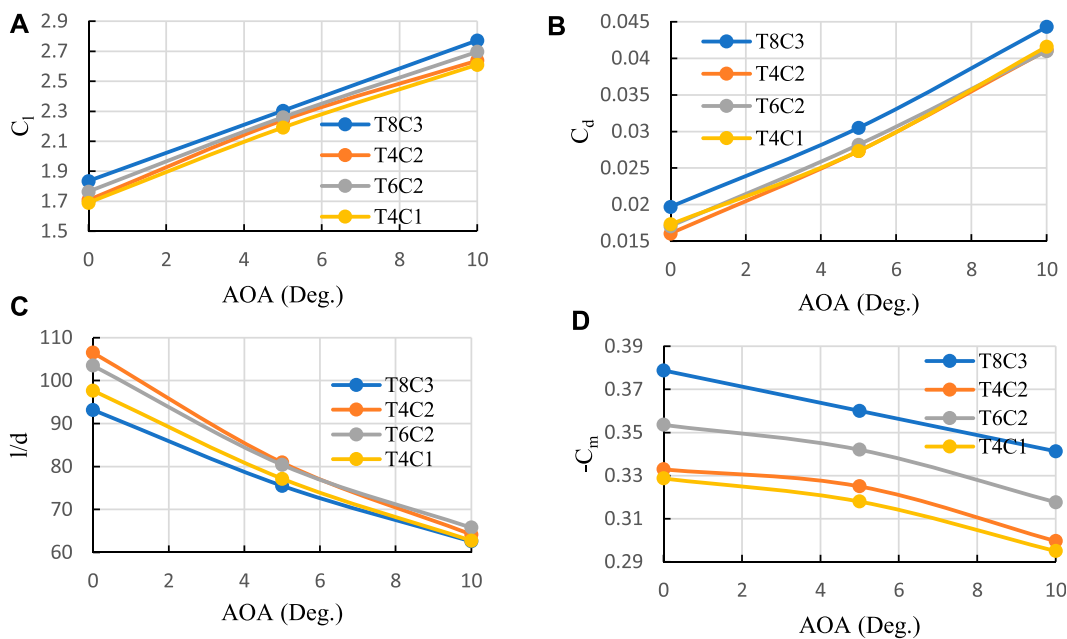 A
2.9
2.7
2.5
2.3
2.1
1.9
1.7
1.5
Cl
T8C3
T4C2
T6C2
T4C1
0 2 4 6 8 10
AOA (Deg.)
B
0.045
0.04
0.035
0.03
0.025
0.02
0.015
Cd
T8C3
T4C2
T6C2
T4C1
0 2 4 6 8 10
AOA (Deg.)
C
110
100
90
80
70
60
l/d
T8C3
T4C2
T6C2
T4C1
0 2 4 6 8 10
AOA (Deg.)
D
0.39
0.37
0.35
0.33
0.31
0.29
-Cm
T8C3
T4C2
T6C2
T4C1
0 2 4 6 8 10
AOA (Deg.)